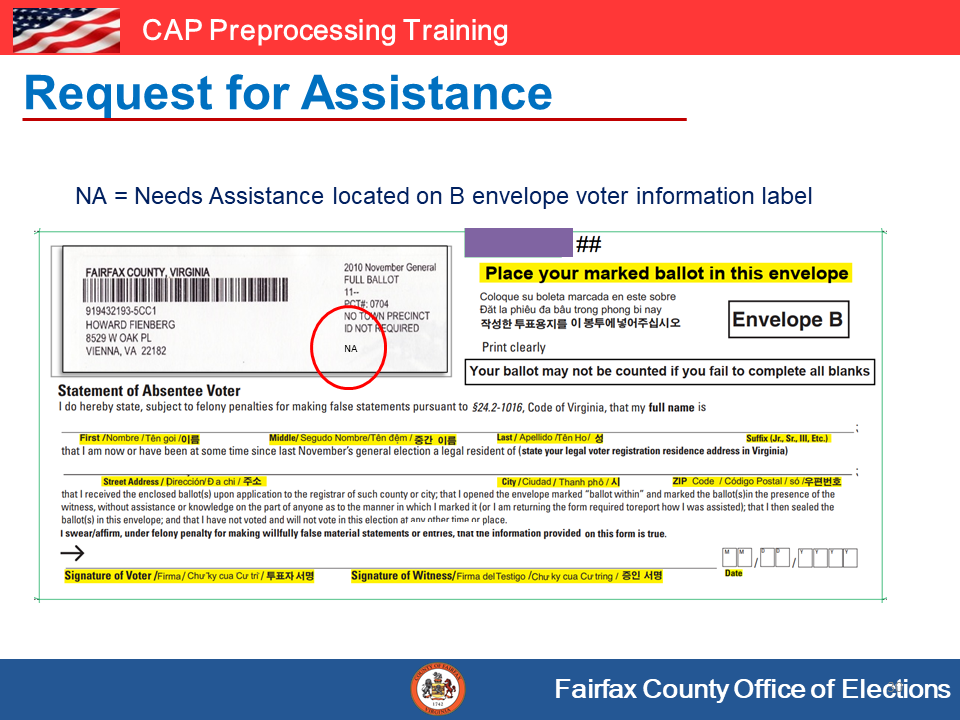 CAP Preprocessing Training
Request for Assistance
NA = Needs Assistance located on B envelope voter information label
FAIRFAX COUNTY, VIRGINIA
919432193-5CC1
HOWARD FIENBERG
8529 W OAK PL
VIENNA, VA 22182
2010 November General
FULL BALLOT
11--
PCT#: 0704
NO TOWN PRECINCT
ID NOT REQUIRED
NA
##
Place your marked ballot in this envelope
Coloque su boleta marcada en este sobre
Đăt la phiêu đa bâu trong phong bi nay
작성한 투표용지를 이 봉투에넣어주십시오
Envelope B
Print clearly
Your ballot may not be counted if you fail to complete all blanks
Statement of Absentee Voter
I do hereby state, subject to felony penalties for making false statements pursuant to §24.2-1016, Code of Virginia, that my full name is
;
First /Nombre / Tên goi /이름 Middle/ Segudo Nombre/Tên đệm / 중간 이름 Last / Apellido /Tên Ho / 성 Suffix (Jr., Sr., III, Etc.)
that I am now or have been at some time since last November's general election a legal resident of (state your legal voter registration residence address in Virginia)
;
Street Address / Dirección/Đ a chi / 주소 City / Ciudad / Thanh phô / 시 ZIP Code / Código Postal / só /우편번호
that I received the enclosed ballot(s) upon application to the registrar of such county or city; that I opened the envelope marked "ballot within" and marked the ballot(s)in the presence of the
witness, without assistance or knowledge on the part of anyone as to the manner in which I marked it (or I am returning the form required toreport how I was assisted); that I then sealed the
ballot(s) in this envelope; and that I have not voted and will not vote in this election at any other time or place.
I swear/affirm, under felony penalty for making willfully false material statements or entries, that the information provided on this form is true.
M M / D D / Y Y Y Y
Signature of Voter /Firma / Chư ̃ky cua Cư tri / 투표자 서명 Signature of Witness/ Firma del Testigo /Chư ky cua Cư tring / 증인 서명 Date
COUNTY OF FAIRFAX
VIRGINIA
1742
Fairfax County Office of Elections